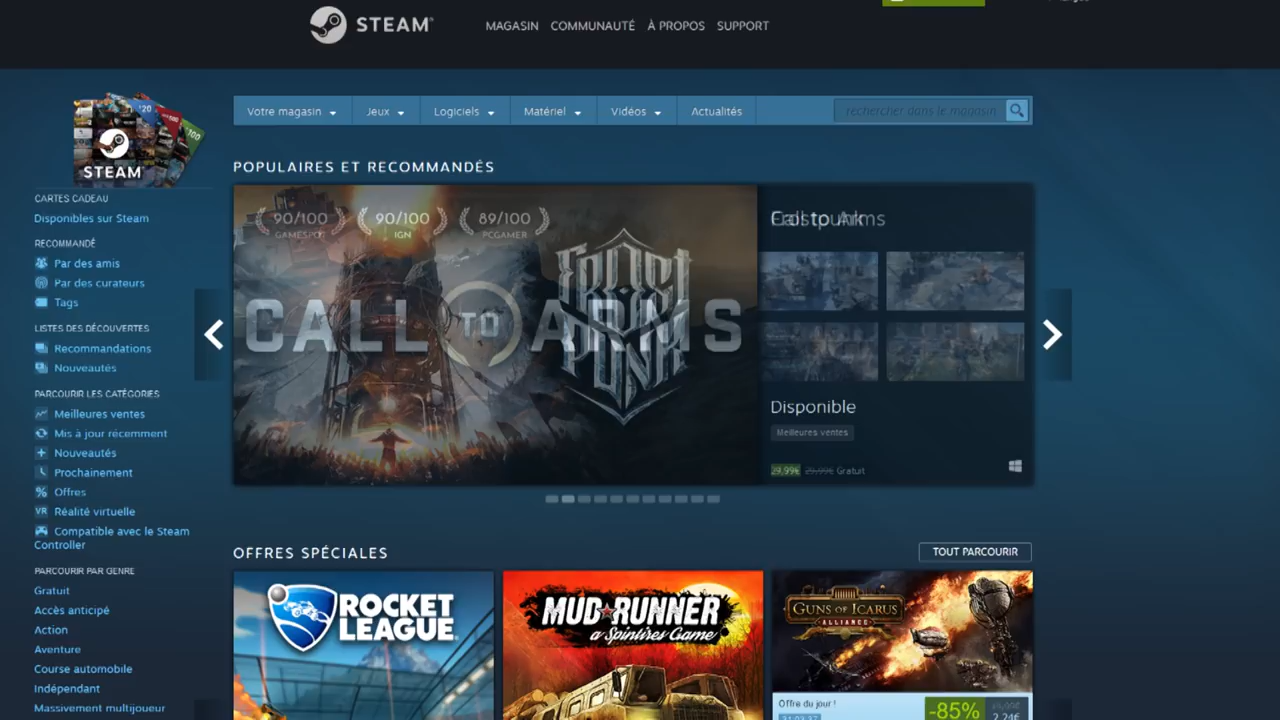 STEAM
MAGASIN COMMUNAUTÉ À PROPOS SUPPORT
STEAM
Votre magasin Jeux Logiciels Matériel Vidéos Actualités rechercher dans le magasin
POPULAIRES ET RECOMMANDÉS
CARTES CADEAU
Disponibles sur Steam
RECOMMANDÉ
Par des amis
Par des curateurs
Tags
LISTES DES DÉCOUVERTES
Recommandations
Nouveautés
PARCOURIR LES CATÉGORIES
Meilleures ventes
Mis à jour récemment
Nouveautés
Prochainement
Offres
VR Réalité virtuelle
Compatible avec le Steam
Controller
PARCOURIR PAR GENRE
Gratuit
Accès anticipé
Action
Aventure
Course automobile
Indépendant
Massivement multijoueur
90/100 90/100 89/100
GAMESPOT IGN PCGAMER
FROST
PUNK
CALL TO ARMS
Call to Arms
Frostpunk
Disponible
Meilleures ventes
29,99€ Gratuit
OFFRES SPÉCIALES
TOUT PARCOURIR
ROCKET
LEAGUE
MUDRUNNER
a Spintires Game
GUNS OF ICARUS
ALLIANCE
Offre du jour !
-85%
2,24€